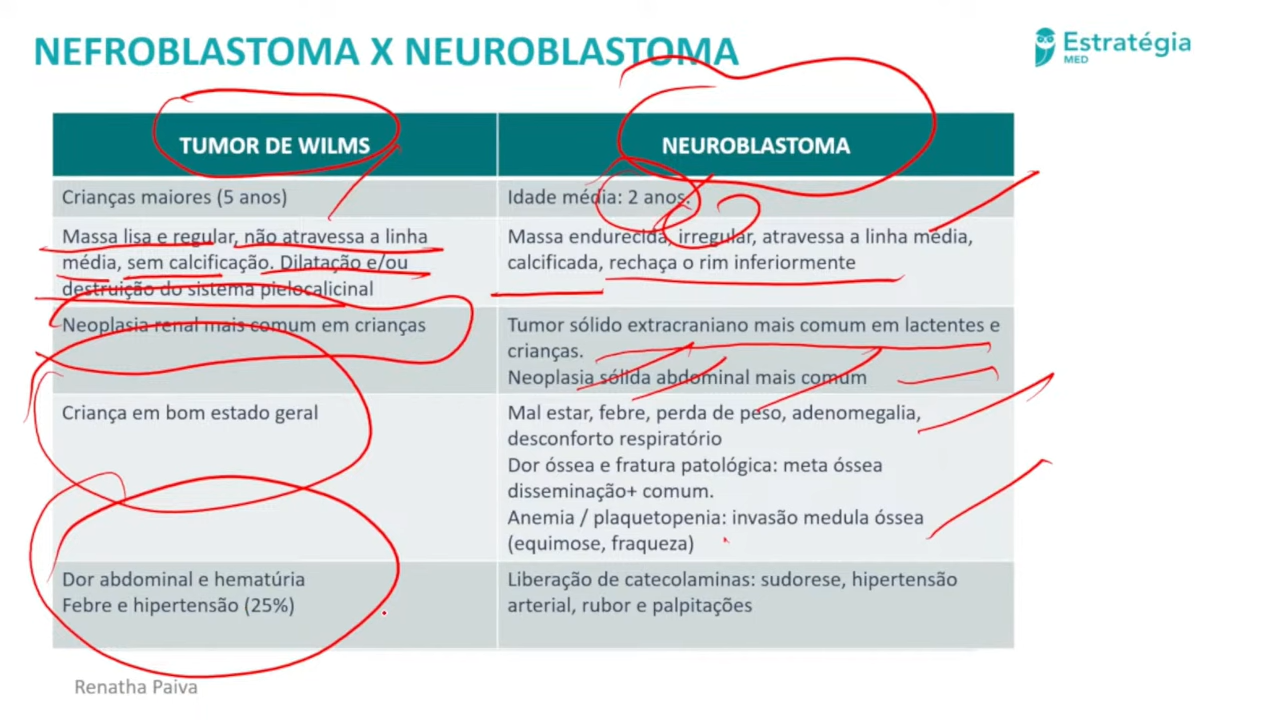 NEFROBLASTOMA X NEUROBLASTOMA
Estratégia
MED
TUMOR DE WILMS
NEUROBLASTOMA
Crianças maiores (5 anos)
Idade média: 2 anos.
Massa lisa e regular, não atravessa a linha
média, sem calcificação. Dilatação e/ou
destruição do sistema pielocalicinal
Massa endurecida, irregular, atravessa a linha média,
calcificada, rechaça o rim inferiormente
Neoplasia renal mais comum em crianças
Tumor sólido extracraniano mais comum em lactentes e
crianças.
Neoplasia sólida abdominal mais comum
Criança em bom estado geral
Mal estar, febre, perda de peso, adenomegalia,
desconforto respiratório
Dor óssea e fratura patológica: meta óssea
disseminação+ comum.
Anemia / plaquetopenia: invasão medula óssea
(equimose, fraqueza)
Dor abdominal e hematúria
Febre e hipertensão (25%)
Liberação de catecolaminas: sudorese, hipertensão
arterial, rubor e palpitações
Renatha Paiva